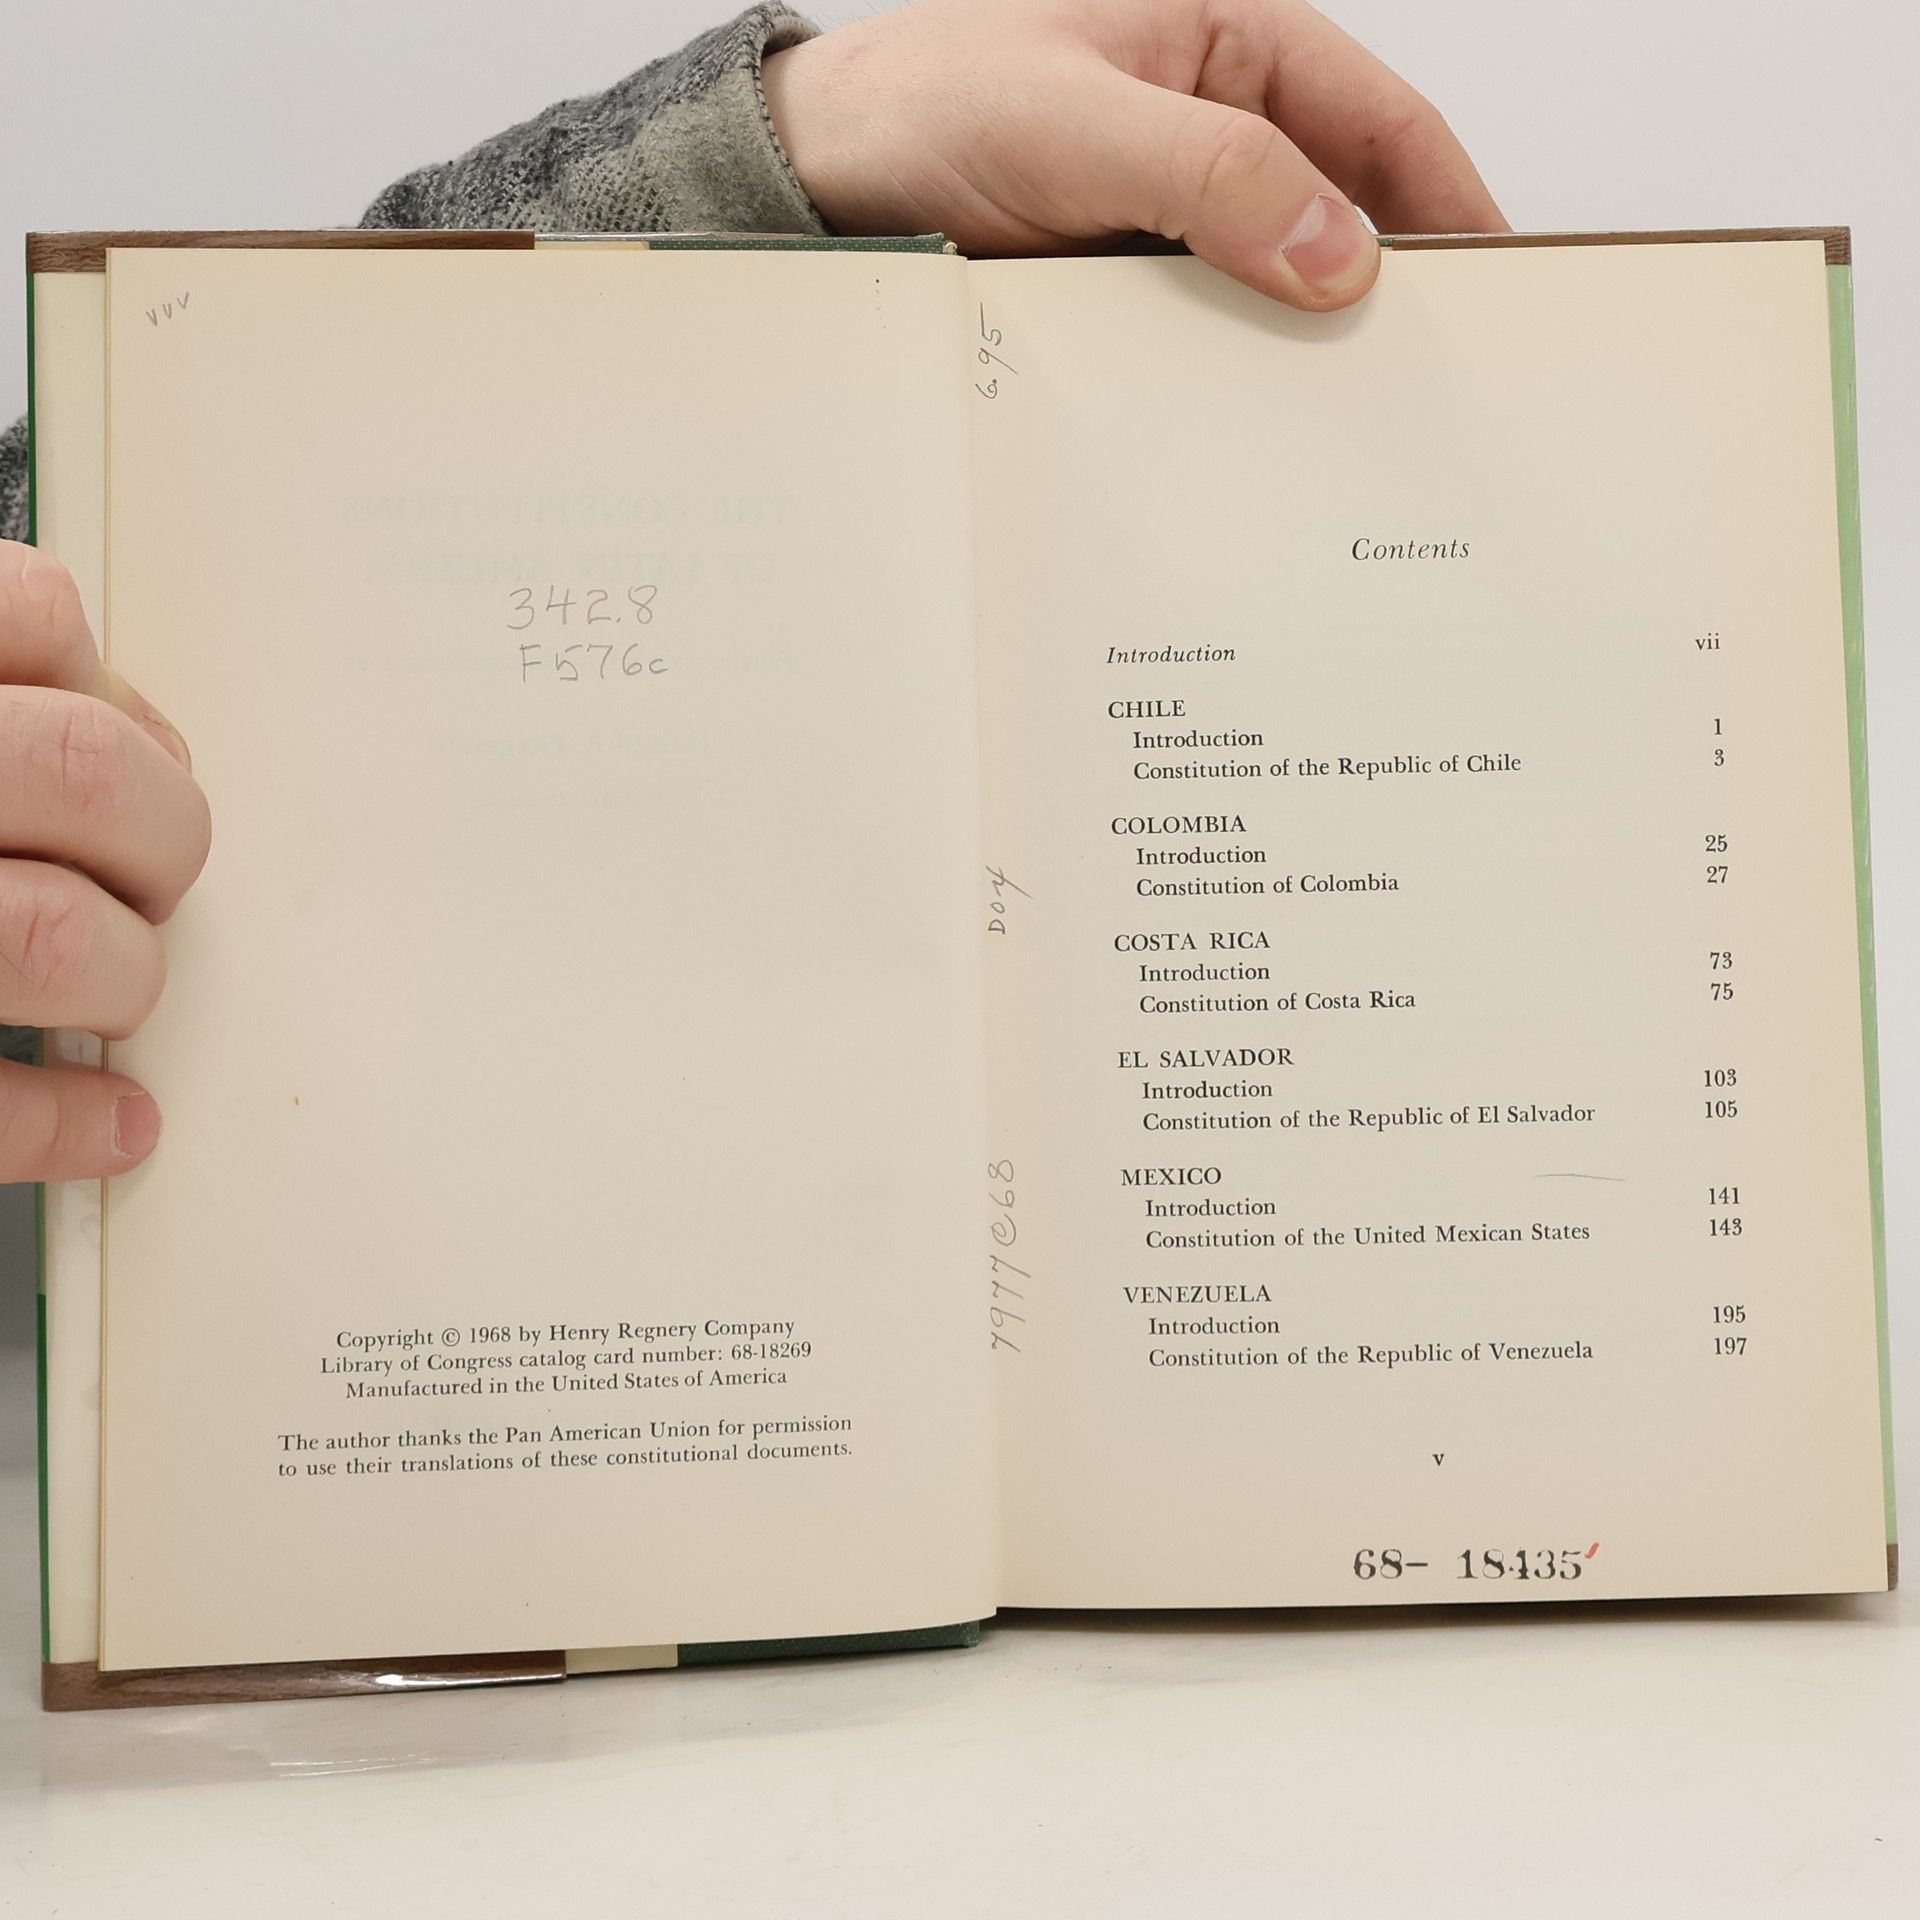 vvv
342.8
F576c
Copyright © 1968 by Henry Regnery Company
Library of Congress catalog card number: 68-18269
Manufactured in the United States of America
The author thanks the Pan American Union for permission
to use their translations of these constitutional documents.
6.95
7977@68
Contents
Introduction vii
CHILE
Introduction 1
Constitution of the Republic of Chile 3
COLOMBIA
Introduction 25
Constitution of Colombia 27
COSTA RICA
Introduction 73
Constitution of Costa Rica 75
EL SALVADOR
Introduction 103
Constitution of the Republic of El Salvador 105
MEXICO
Introduction 141
Constitution of the United Mexican States 143
VENEZUELA
Introduction 195
Constitution of the Republic of Venezuela 197
v
68- 18435